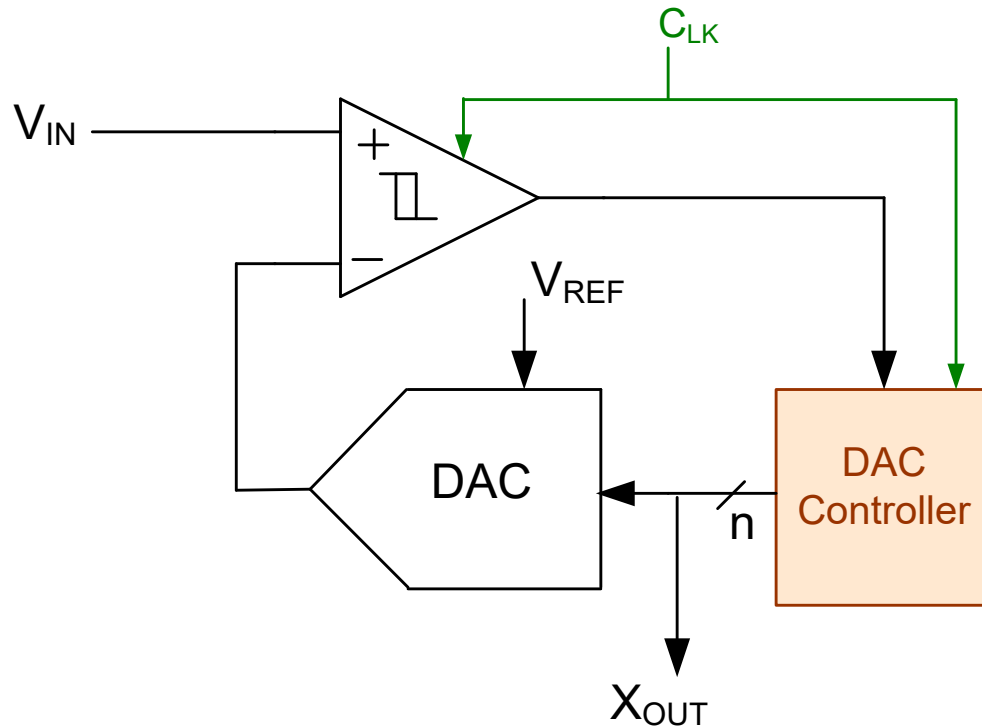 CLK
VIN
+
−
VREF
DAC
DAC
Controller
n
XOUT